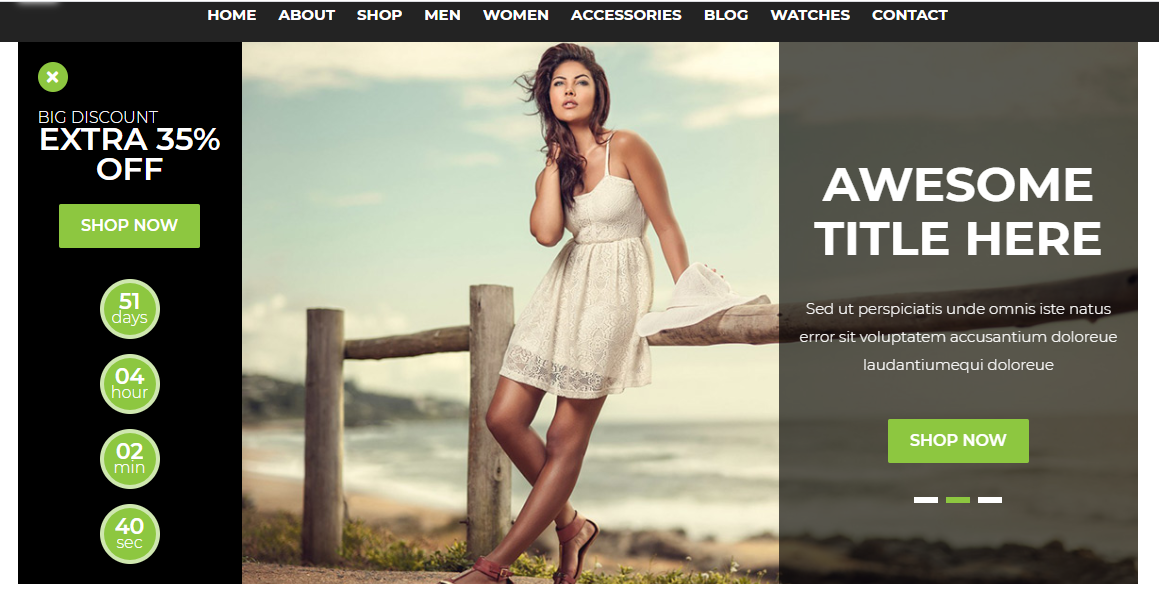 HOME ABOUT SHOP MEN WOMEN ACCESSORIES BLOG WATCHES CONTACT
BIG DISCOUNT
EXTRA 35%
OFF
SHOP NOW
51
days
04
hour
02
min
40
sec
AWESOME
TITLE HERE
Sed ut perspiciatis unde omnis iste natus
error sit voluptatem accusantium doloreue
laudantiumequi doloreue
SHOP NOW